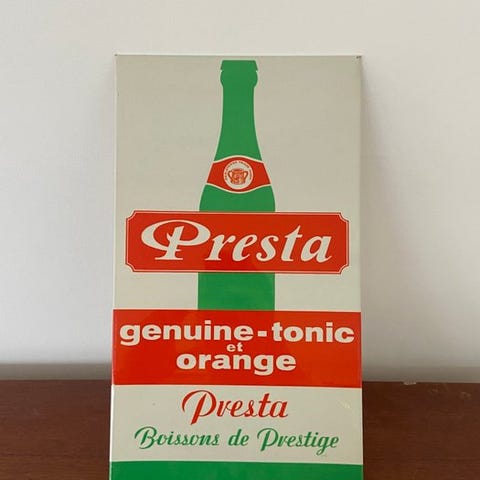 Presta
genuine-tonic
et
orange
Presta
Boissons de Prestige